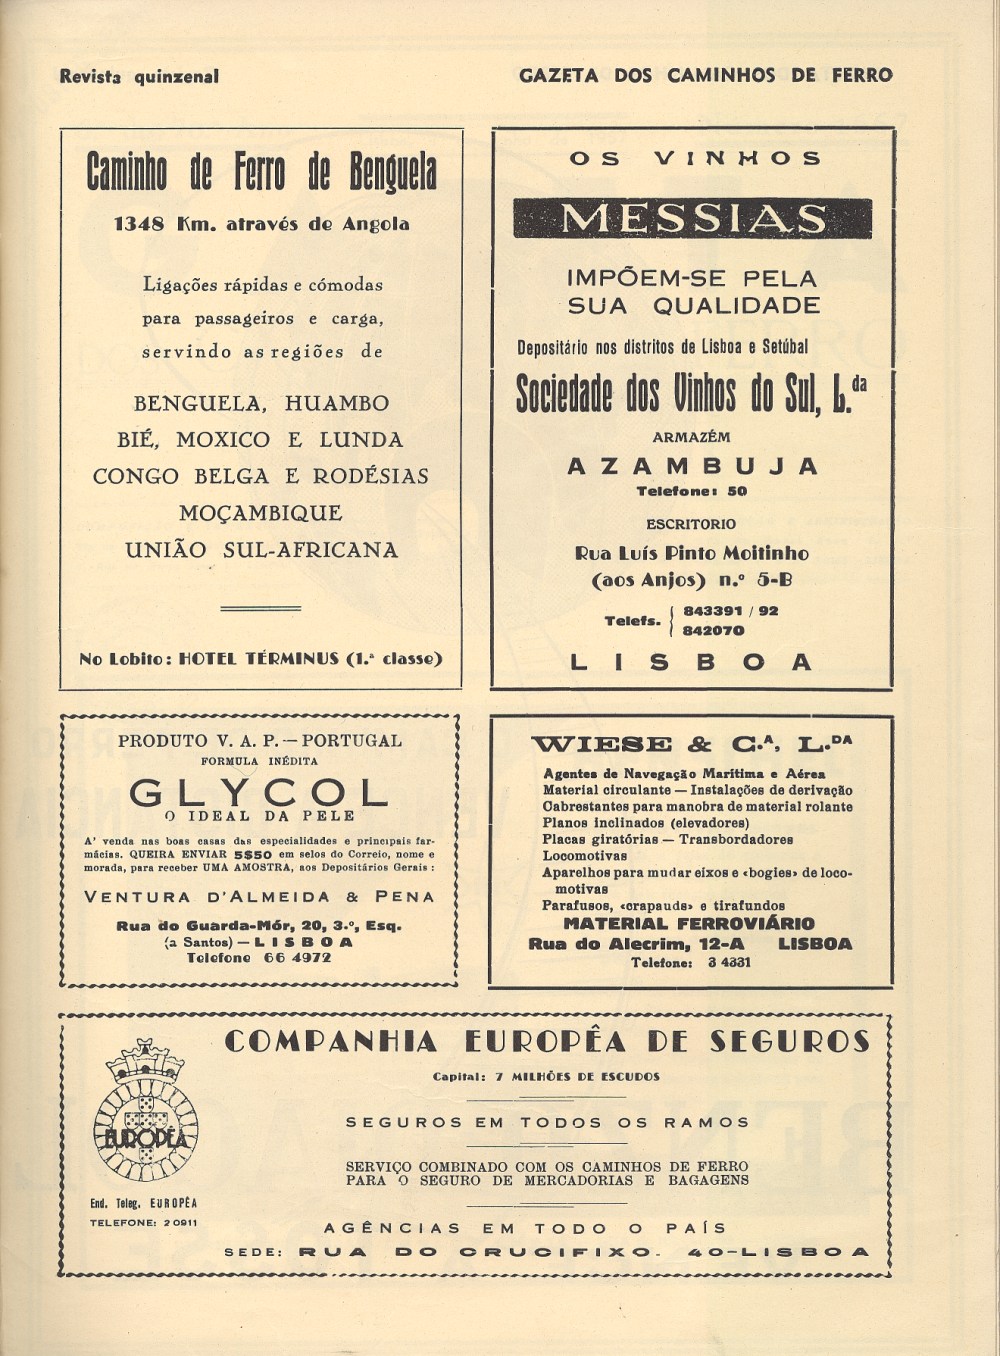 Revista quinzenal
GAZETA DOS CAMINHOS DE FERRO
Caminho de Ferro de Benguela
1348 Km. através de Angola
Ligações rápidas e cómodas
para passageiros e carga,
servindo as regiões de
BENGUELA, HUAMBO
BIÉ, MOXICO E LUNDA
CONGO BELGA E RODÉSIAS
MOÇAMBIQUE
UNIÃO SUL-AFRICANA
No Lobito: HOTEL TÉRMINUS (1.ª classe)
OS VINHOS
MESSIAS
IMPÕEM-SE PELA
SUA QUALIDADE
Depositário nos distritos de Lisboa e Setúbal
Sociedade dos Vinhos do Sul, L.da
ARMAZÉM
AZAMBUJA
Telefone: 50
ESCRITORIO
Rua Luís Pinto Moitinho
(aos Anjos) n.º 5-B
Telefs. { 843391 / 92
842070
LISBOA
PRODUTO V. A. P. — PORTUGAL
FORMULA INÉDITA
GLYCOL
O IDEAL DA PELE
A' venda nas boas casas das especialidades e principais far-
mácias. QUEIRA ENVIAR 5$50 em selos do Correio, nome e
morada, para receber UMA AMOSTRA, aos Depositários Gerais:
VENTURA D'ALMEIDA & PENA
Rua do Guarda-Mór, 20, 3.º, Esq.
(a Santos) — LISBOA
Telefone 66 4972
WIESE & C.ª, L.DA
Agentes de Navegação Marítima e Aérea
Material circulante — Instalações de derivação
Cabrestantes para manobra de material rolante
Planos inclinados (elevadores)
Placas giratórias — Transbordadores
Locomotivas
Aparelhos para mudar eixos e «bogies» de loco-
motivas
Parafusos, «crapauds» e tirafundos
MATERIAL FERROVIÁRIO
Rua do Alecrim, 12-A LISBOA
Telefone: 3 4331
EUROPÊA
End. Teleg. EUROPÊA
TELEFONE: 2 0911
COMPANHIA EUROPÊA DE SEGUROS
Capital: 7 MILHÕES DE ESCUDOS
SEGUROS EM TODOS OS RAMOS
SERVIÇO COMBINADO COM OS CAMINHOS DE FERRO
PARA O SEGURO DE MERCADORIAS E BAGAGENS
AGÊNCIAS EM TODO O PAÍS
SEDE: RUA DO CRUCIFIXO. 40-LISBOA